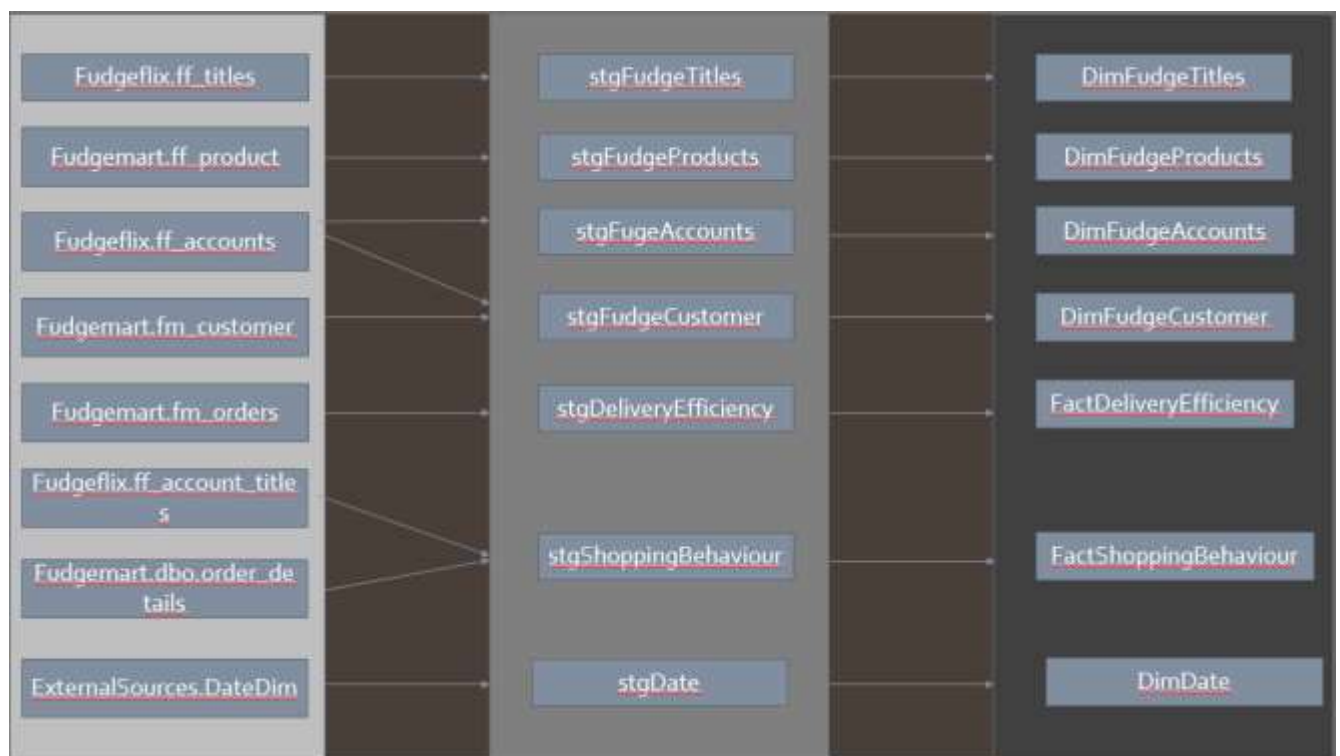 Fudgeflix.ff_titles
stgFudgeTitles
DimFudgeTitles
Fudgemart.ff_product
stgFudgeProducts
DimFudgeProducts
Fudgeflix.ff_accounts
stgFugeAccounts
DimFudgeAccounts
Fudgemart.fm_customer
stgFudgeCustomer
DimFudgeCustomer
Fudgemart.fm_orders
stgDeliveryEfficiency
FactDeliveryEfficiency
Fudgeflix.ff_account_title
s
Fudgemart.dbo.order_de
tails
stgShoppingBehaviour
FactShoppingBehaviour
ExternalSources.DateDim
stgDate
DimDate